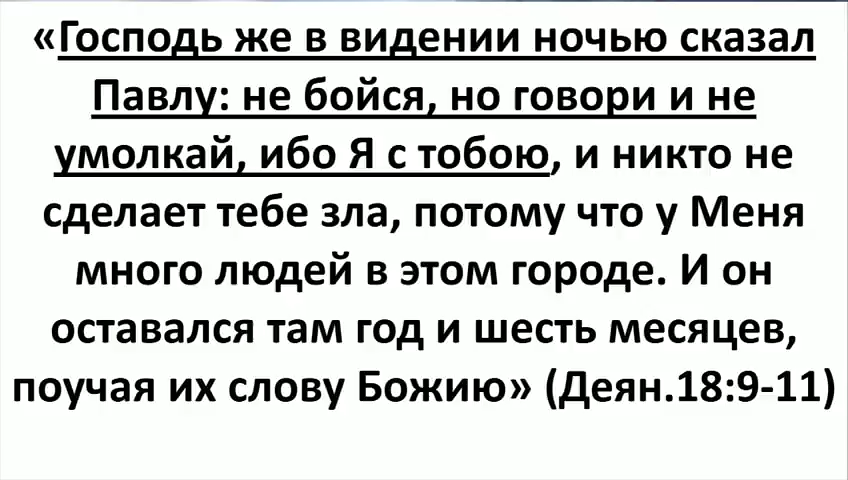 «Господь же в видении ночью сказал
Павлу: не бойся, но говори и не
умолкай, ибо Я с тобою, и никто не
сделает тебе зла, потому что у Меня
много людей в этом городе. И он
оставался там год и шесть месяцев,
поучая их слову Божию» (Деян.18:9-11)